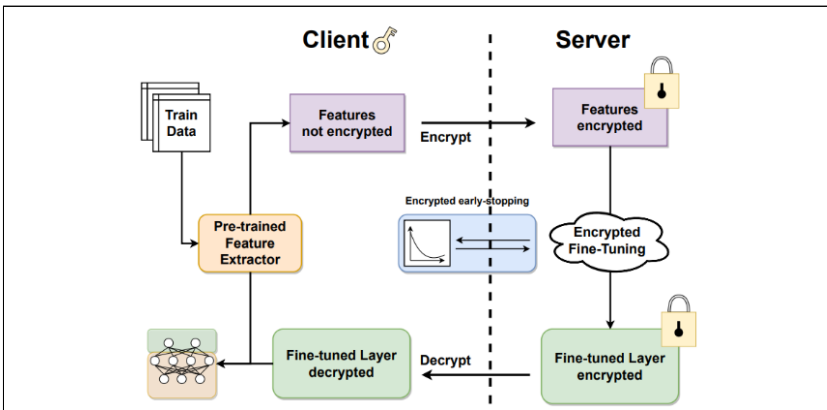 Client
Server
Train
Data
Features
not encrypted
Encrypt
Features
encrypted
Encrypted early-stopping
Pre-trained
Feature
Extractor
Encrypted
Fine-Tuning
Fine-tuned Layer
decrypted
Decrypt
Fine-tuned Layer
encrypted